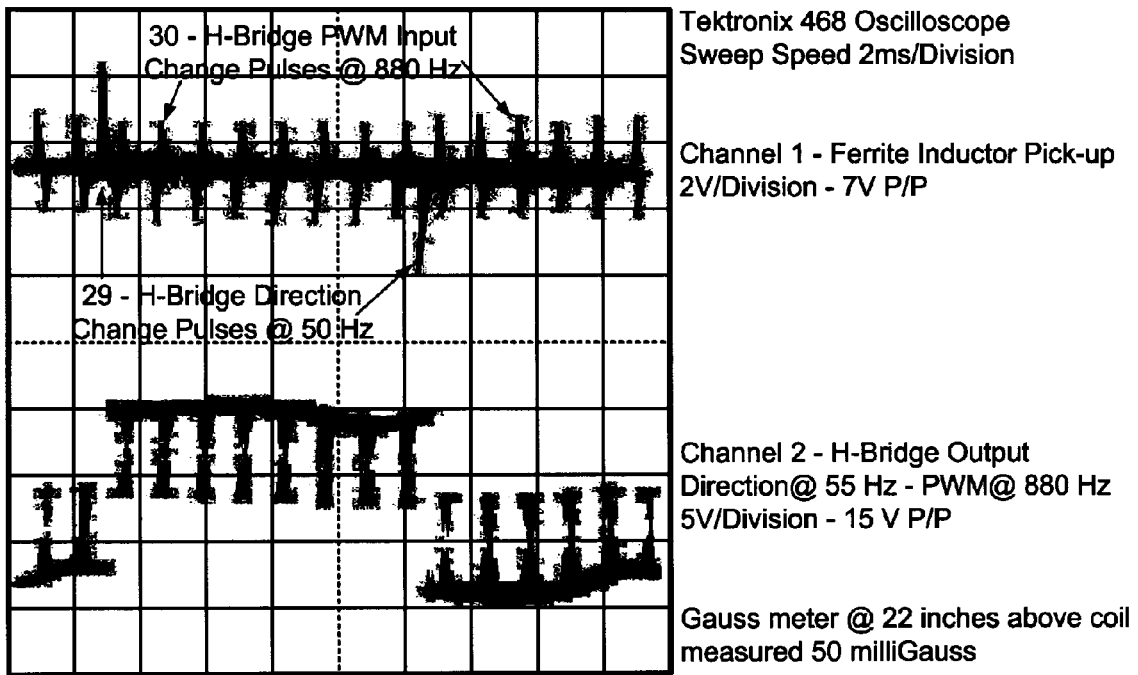 30 - H-Bridge PWM Input
Change Pulses @ 880 Hz
29 - H-Bridge Direction
Change Pulses @ 50 Hz
Tektronix 468 Oscilloscope
Sweep Speed 2ms/Division
Channel 1 - Ferrite Inductor Pick-up
2V/Division - 7V P/P
Channel 2 - H-Bridge Output
Direction@ 55 Hz - PWM@ 880 Hz
5V/Division - 15 V P/P
Gauss meter @ 22 inches above coil
measured 50 milliGauss